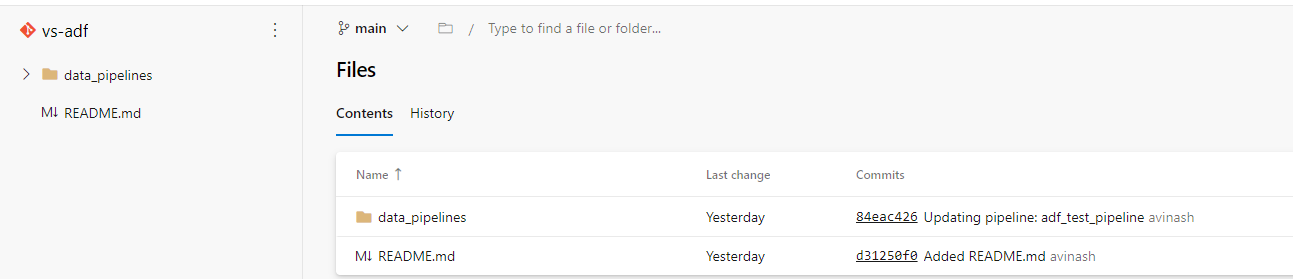 vs-adf
data_pipelines
M↓ README.md
main / Type to find a file or folder...
Files
Contents History
Name ↑ Last change Commits
data_pipelines Yesterday 84eac426 Updating pipeline: adf_test_pipeline avinash
M↓ README.md Yesterday d31250f0 Added README.md avinash